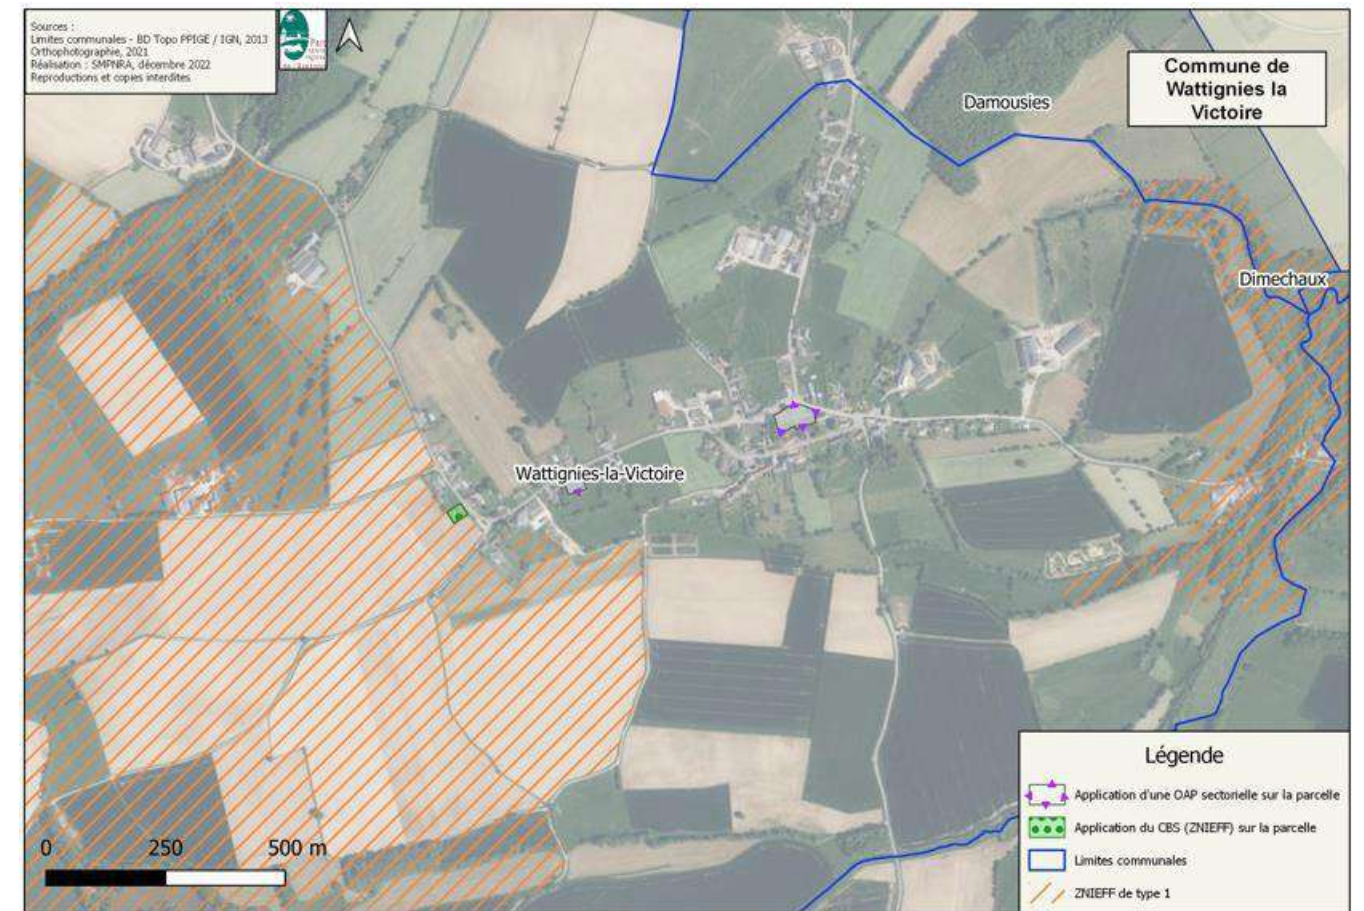 Sources :
Limites communales - BD Topo PPIGE / IGN, 2013
Orthophotographie, 2021
Réalisation : SMPNRA, décembre 2022
Reproductions et copies interdites
Parc
Commune de
Wattignies la
Victoire
Damousies
Dimechaux
Wattignies-la-Victoire
Légende
Application d'une OAP sectorielle sur la parcelle
Application du CBS (ZNIEFF) sur la parcelle
Limites communales
ZNIEFF de type 1
0 250 500 m